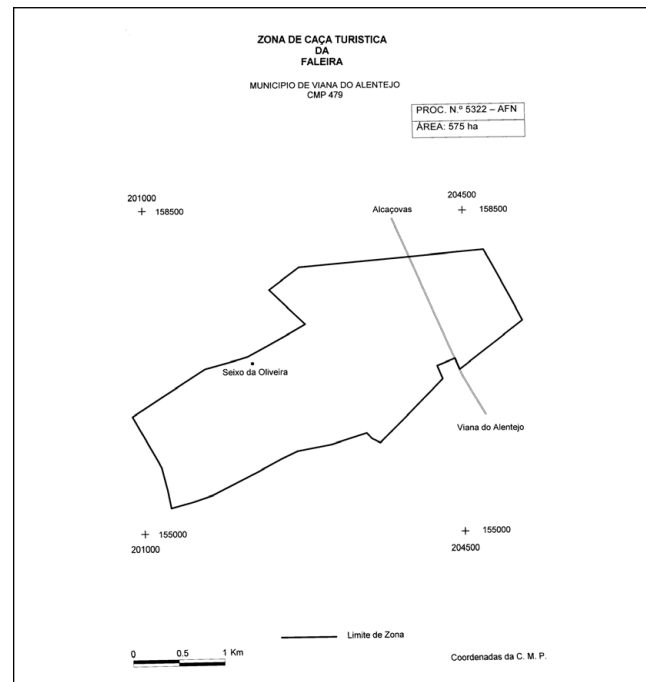 ZONA DE CAÇA TURISTICA
DA
FALEIRA
MUNICIPIO DE VIANA DO ALENTEJO
CMP 479
PROC. N.º 5322 – AFN
ÁREA: 575 ha
201000
158500
204500
158500
Alcaçovas
Seixo da Oliveira
Viana do Alentejo
155000
201000
155000
204500
Limite de Zona
0 0.5 1 Km
Coordenadas da C. M. P.